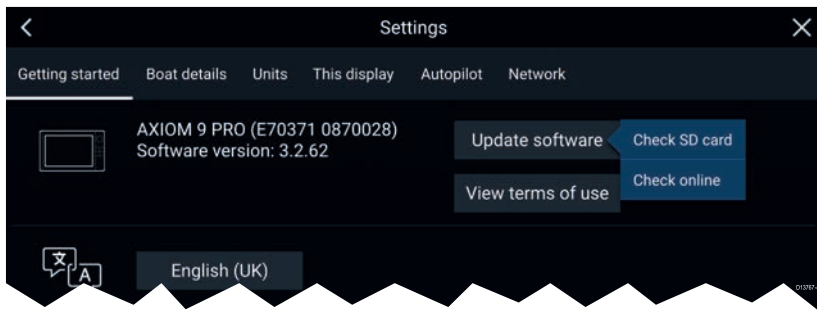 Settings
Getting started Boat details Units This display Autopilot Network
AXIOM 9 PRO (E70371 0870028)
Software version: 3.2.62
Update software
Check SD card
Check online
View terms of use
文
A
English (UK)